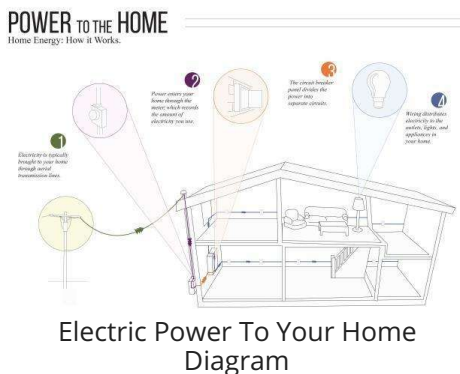 POWER TO THE HOME
Home Energy: How it Works.
1
Electricity is typically
brought to your home
through aerial
transmission lines.
2
Power enters your
home through the
meter, which records
the amount of
electricity you use.
3
The circuit breaker
panel divides the
power into
separate circuits.
4
Wiring distributes
electricity to the
outlets, lights, and
appliances in
your home.
Electric Power To Your Home
Diagram